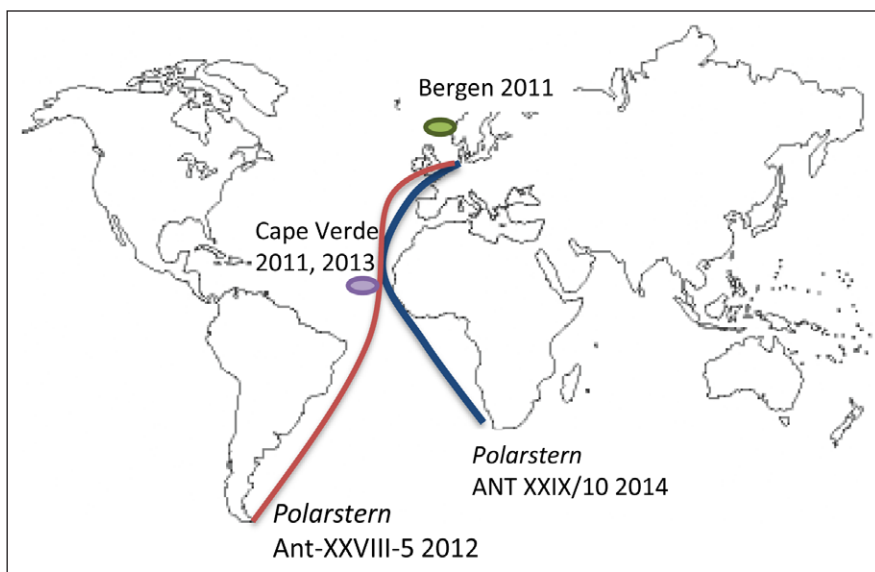 Bergen 2011
Cape Verde
2011, 2013
Polarstern
ANT XXIX/10 2014
Polarstern
Ant-XXVIII-5 2012